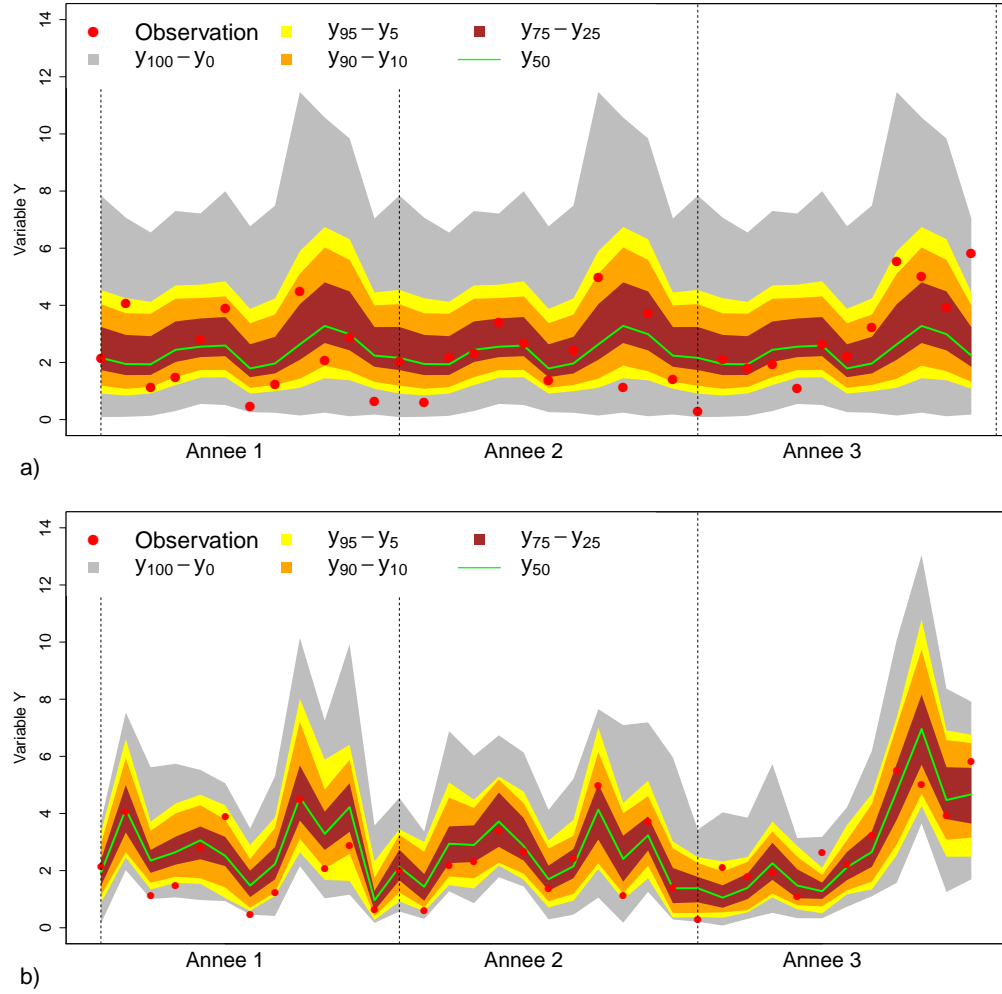 14
12
10
8
6
4
2
0
Variable Y
Observation
y95−y5
y75−y25
y100−y0
y90−y10
y50
Annee 1
Annee 2
Annee 3
a)
14
12
10
8
6
4
2
0
Variable Y
Observation
y95−y5
y75−y25
y100−y0
y90−y10
y50
Annee 1
Annee 2
Annee 3
b)